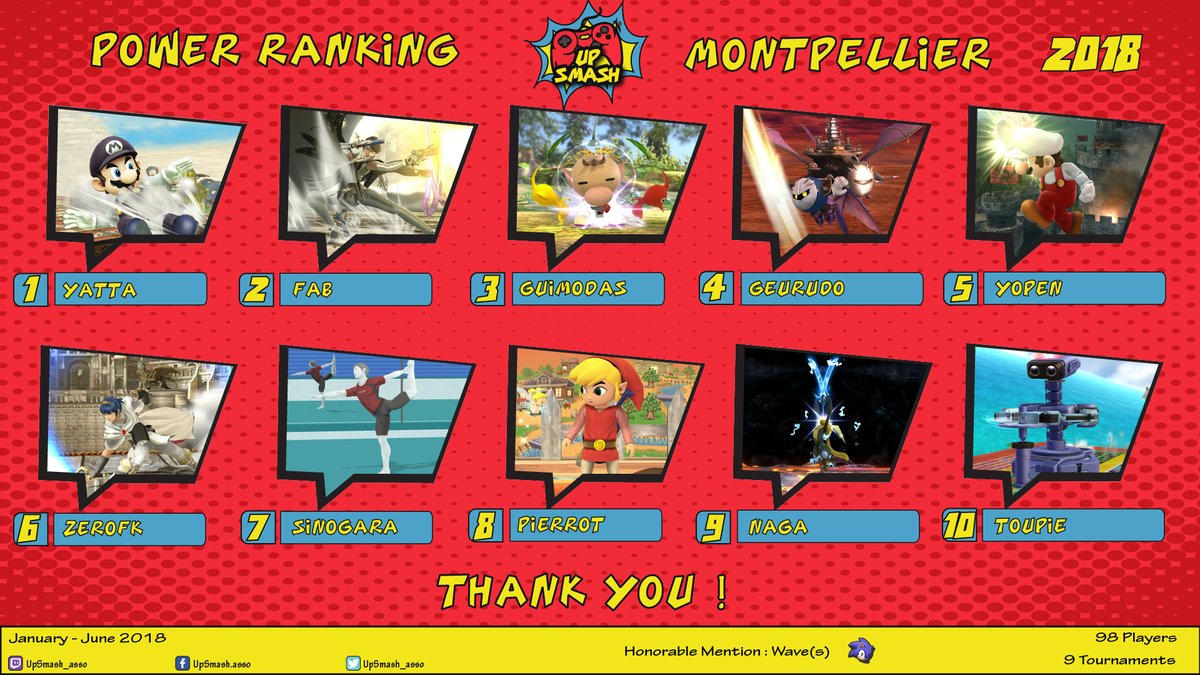 POWER RANKING
UP
SMASH
MONTPELLIER 2018
1 YATTA
2 FAB
3 GUIMODAS
4 GEURUDO
5 YOPEN
6 ZEROFK
7 SINOGARA
8 PIERROT
9 NAGA
10 TOUPIE
THANK YOU !
January - June 2018
Honorable Mention : Wave(s)
98 Players
9 Tournaments
UpSmash_asso
UpSmash.asso
UpSmash_asso